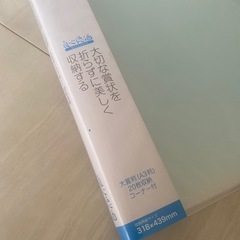 大切な賞状を
折らずに美しく
収納する
大賞判(A3判)
20枚収納
コーナー付
318×439mm